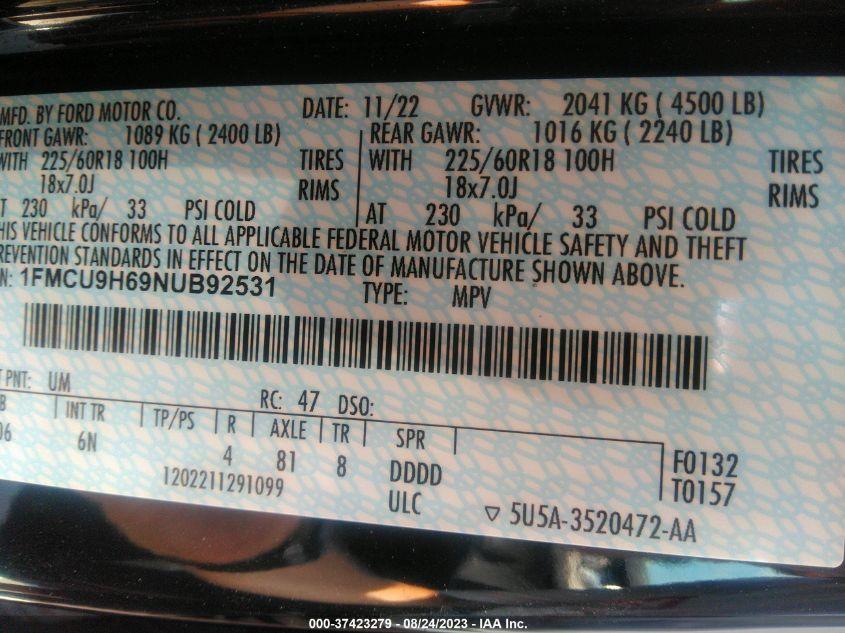 MFD. BY FORD MOTOR CO. DATE: 11/22 GVWR: 2041 KG ( 4500 LB)
FRONT GAWR: 1089 KG ( 2400 LB) REAR GAWR: 1016 KG ( 2240 LB)
WITH 225/60R18 100H TIRES WITH 225/60R18 100H TIRES
18x7.0J RIMS 18x7.0J RIMS
AT 230 kPa/ 33 PSI COLD AT 230 kPa/ 33 PSI COLD
THIS VEHICLE CONFORMS TO ALL APPLICABLE FEDERAL MOTOR VEHICLE SAFETY AND THEFT
PREVENTION STANDARDS IN EFFECT ON THE DATE OF MANUFACTURE SHOWN ABOVE.
N: 1FMCU9H69NUB92531 TYPE: MPV
T PNT: UM RC: 47 DSO:
B INT TR TP/PS R AXLE TR SPR
06 6N 4 81 8 DDDD F0132
1202211291099 ULC T0157
▽ 5U5A-3520472-AA
000-37423279 - 08/24/2023 - IAA Inc.